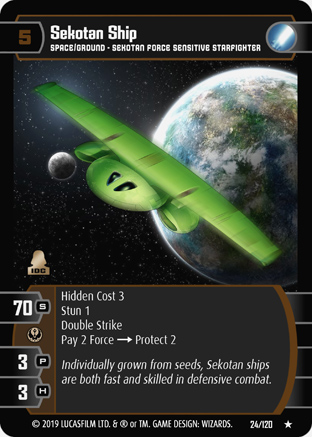 5
Sekotan Ship
SPACE/GROUND - SEKOTAN FORCE SENSITIVE STARFIGHTER
IDC
70 S
Hidden Cost 3
Stun 1
Double Strike
Pay 2 Force → Protect 2
3 P
Individually grown from seeds, Sekotan ships
are both fast and skilled in defensive combat.
3 H
© 2019 LUCASFILM LTD. & ® or TM. GAME DESIGN: WIZARDS. 24/120 ★